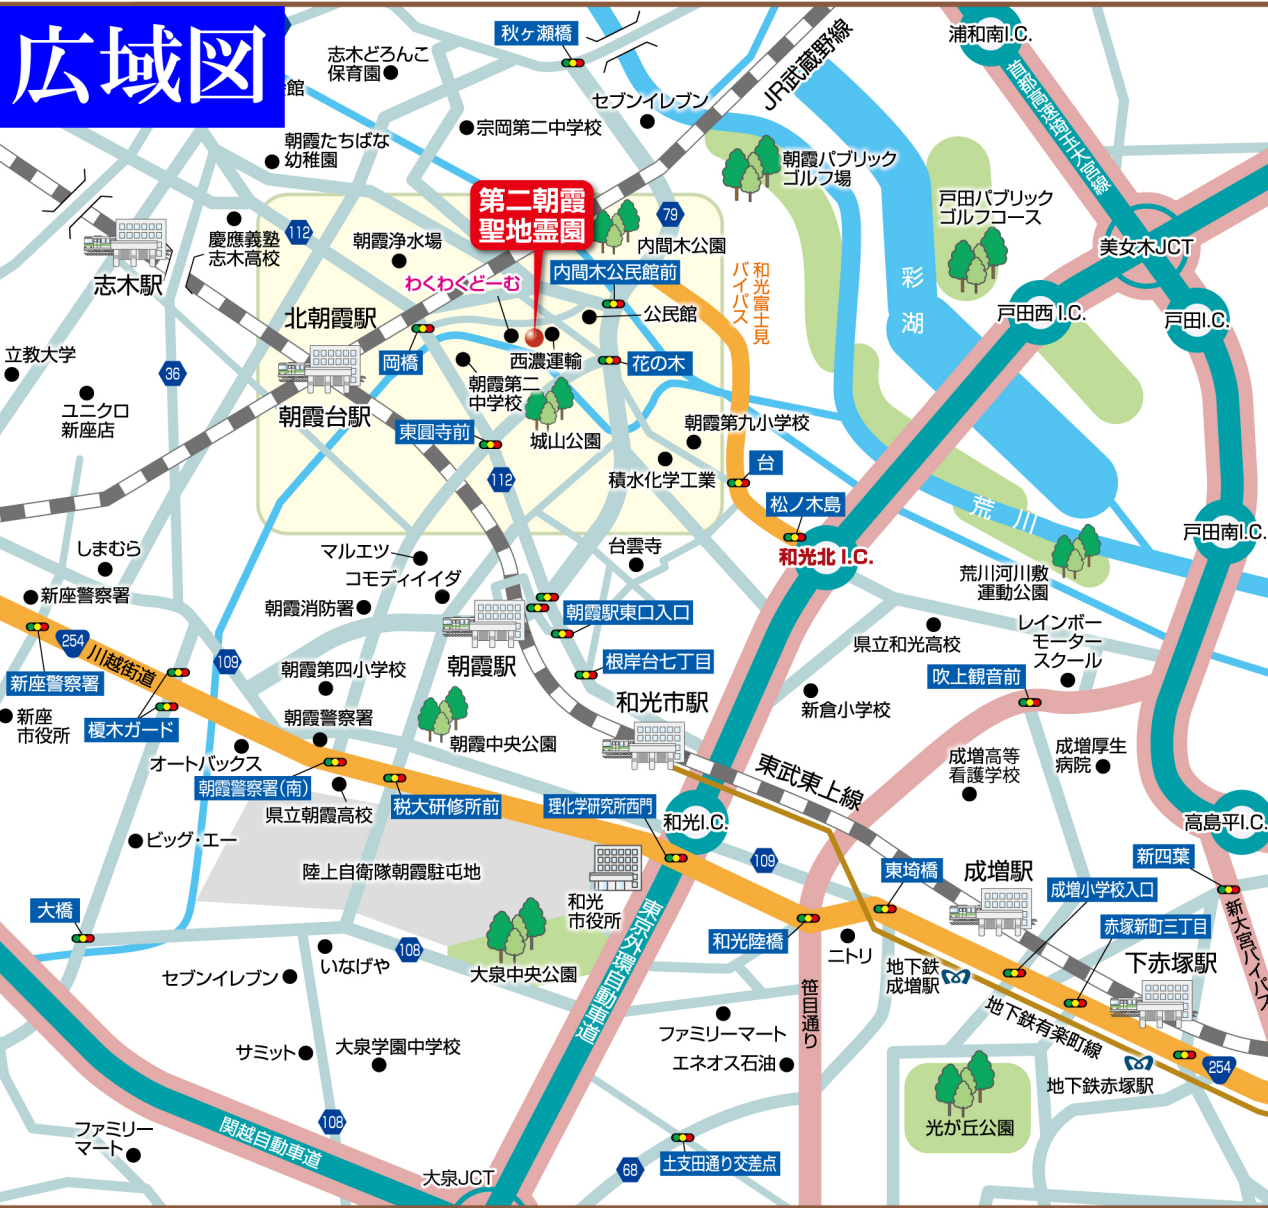 広域図
館
志木どろんこ
保育園
秋ヶ瀬橋
セブンイレブン
JR武蔵野線
浦和南I.C.
首都高速埼玉大宮線
朝霞たちばな
幼稚園
宗岡第二中学校
朝霞パブリック
ゴルフ場
戸田パブリック
ゴルフコース
第二朝霞
聖地霊園
79
内間木公園
112
慶應義塾
志木高校
朝霞浄水場
志木駅
わくわくどーむ
内間木公民館前
和光富士見
バイパス
彩湖
美女木JCT
戸田西 I.C.
戸田I.C.
北朝霞駅
公民館
岡橋
西濃運輸
花の木
立教大学
36
ユニクロ
新座店
朝霞第二
中学校
朝霞台駅
東圓寺前
城山公園
朝霞第九小学校
112
積水化学工業
台
松ノ木島
和光北 I.C.
荒川
戸田南I.C.
しまむら
マルエツ
コモディイイダ
台雲寺
新座警察署
朝霞消防署
朝霞駅東口入口
荒川河川敷
運動公園
レインボー
モーター
スクール
県立和光高校
254
川越街道
109
新座警察署
朝霞第四小学校
朝霞駅
根岸台七丁目
吹上観音前
新座
市役所
榎木ガード
朝霞警察署
朝霞中央公園
和光市駅
新倉小学校
オートバックス
朝霞警察署(南)
県立朝霞高校
税大研修所前
理化学研究所西門
東武東上線
成増高等
看護学校
成増厚生
病院
和光I.C.
高島平I.C.
ビッグ・エー
陸上自衛隊朝霞駐屯地
109
東埼橋
成増駅
新四葉
成増小学校入口
大橋
和光
市役所
東京外環自動車道
和光陸橋
赤塚新町三丁目
新大宮バイパス
いなげや
108
大泉中央公園
ニトリ
地下鉄
成増駅
下赤塚駅
セブンイレブン
笹目通り
地下鉄有楽町線
サミット
大泉学園中学校
ファミリーマート
エネオス石油
254
地下鉄赤塚駅
108
ファミリー
マート
関越自動車道
光が丘公園
大泉JCT
68
土支田通り交差点